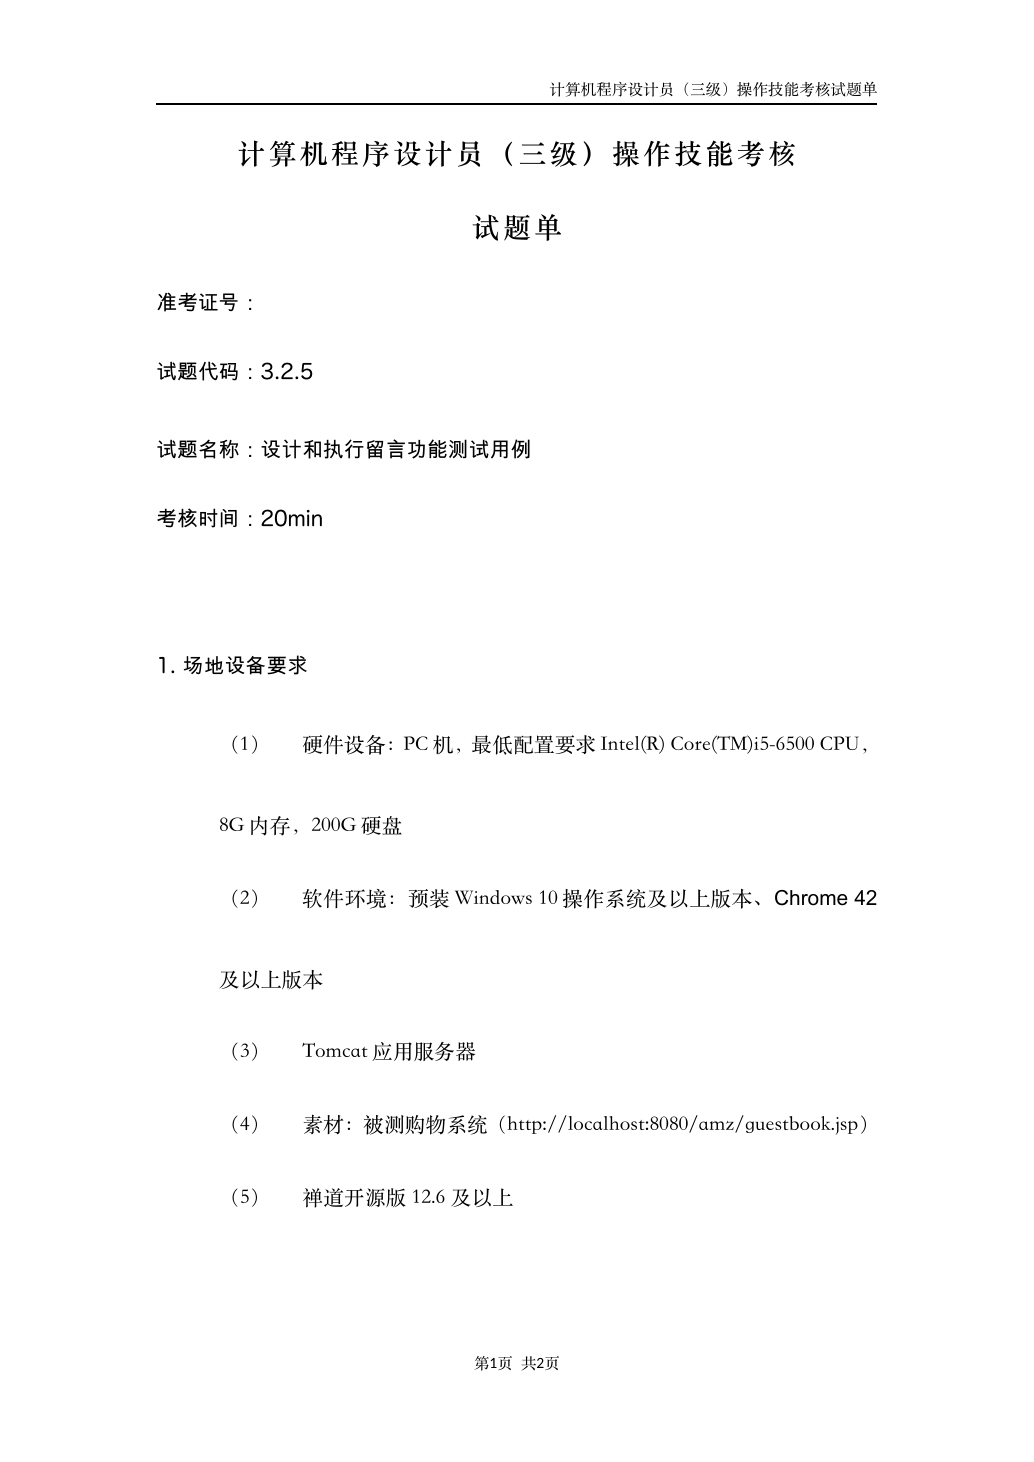 计算机程序设计员（三级）操作技能考核试题单
计算机程序设计员（三级）操作技能考核
试题单
准考证号：
试题代码：3.2.5
试题名称：设计和执行留言功能测试用例
考核时间：20min
1. 场地设备要求
（1） 硬件设备：PC 机，最低配置要求 Intel(R) Core(TM)i5-6500 CPU，
8G 内存，200G 硬盘
（2） 软件环境：预装 Windows 10 操作系统及以上版本、Chrome 42
及以上版本
（3） Tomcat 应用服务器
（4） 素材：被测购物系统（http://localhost:8080/amz/guestbook.jsp）
（5） 禅道开源版 12.6 及以上
第1页 共2页